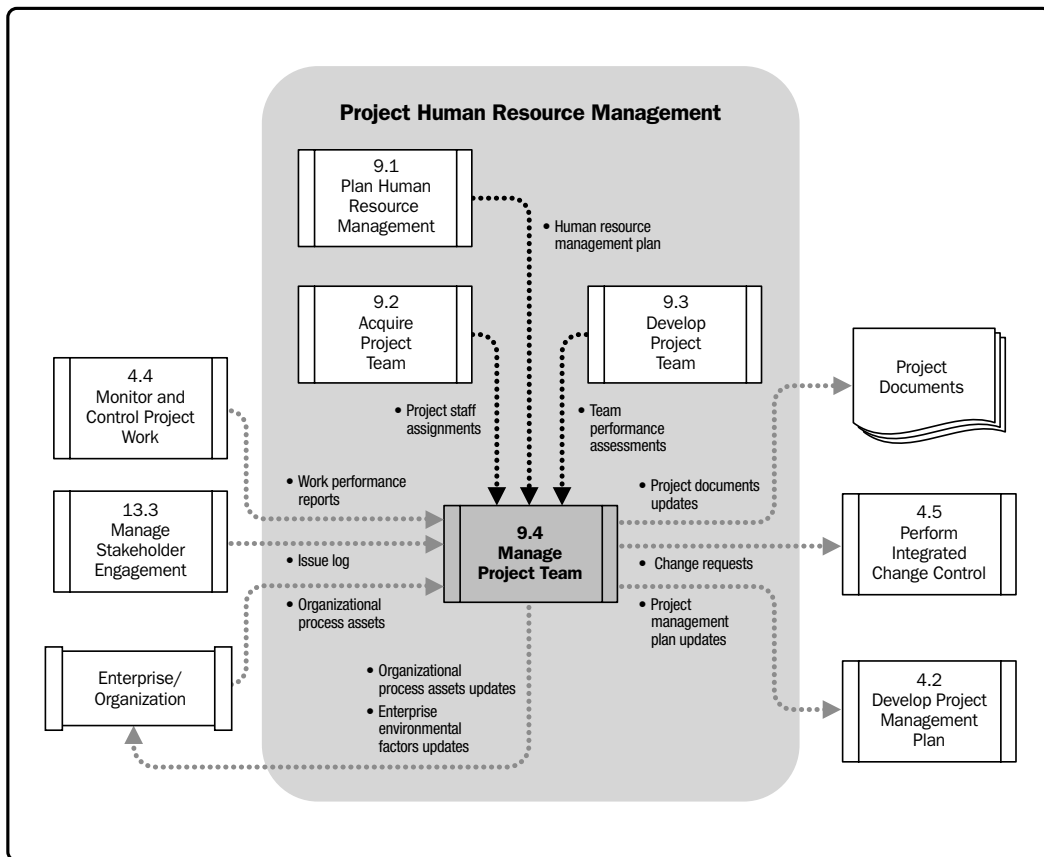 Project Human Resource Management
9.1
Plan Human
Resource
Management
• Human resource
management plan
9.2
Acquire
Project
Team
9.3
Develop
Project
Team
Project
Documents
4.4
Monitor and
Control Project
Work
• Project staff
assignments
• Team
performance
assessments
• Work performance
reports
• Project documents
updates
13.3
Manage
Stakeholder
Engagement
• Issue log
9.4
Manage
Project Team
• Change requests
4.5
Perform
Integrated
Change Control
• Organizational
process assets
• Project
management
plan updates
Enterprise/
Organization
• Organizational
process assets updates
• Enterprise
environmental
factors updates
4.2
Develop Project
Management
Plan